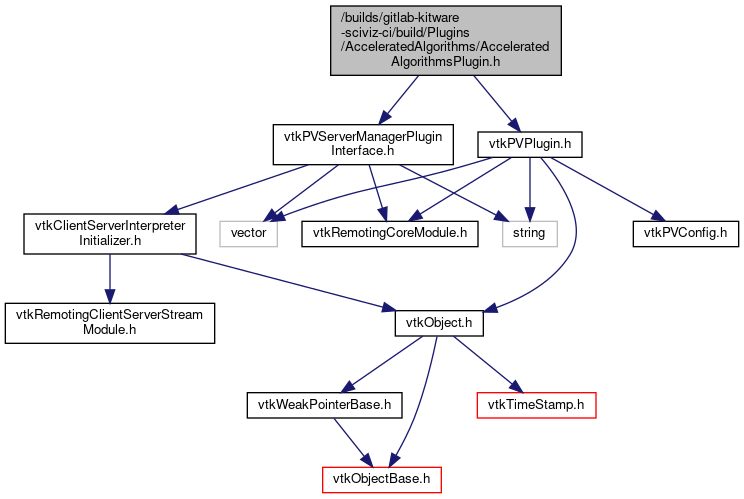 /builds/gitlab-kitware
-sciviz-ci/build/Plugins
/AcceleratedAlgorithms/Accelerated
AlgorithmsPlugin.h
vtkPVServerManagerPlugin
Interface.h
vtkPVPlugin.h
vtkClientServerInterpreter
Initializer.h
vector
vtkRemotingCoreModule.h
string
vtkPVConfig.h
vtkRemotingClientServerStream
Module.h
vtkObject.h
vtkWeakPointerBase.h
vtkTimeStamp.h
vtkObjectBase.h